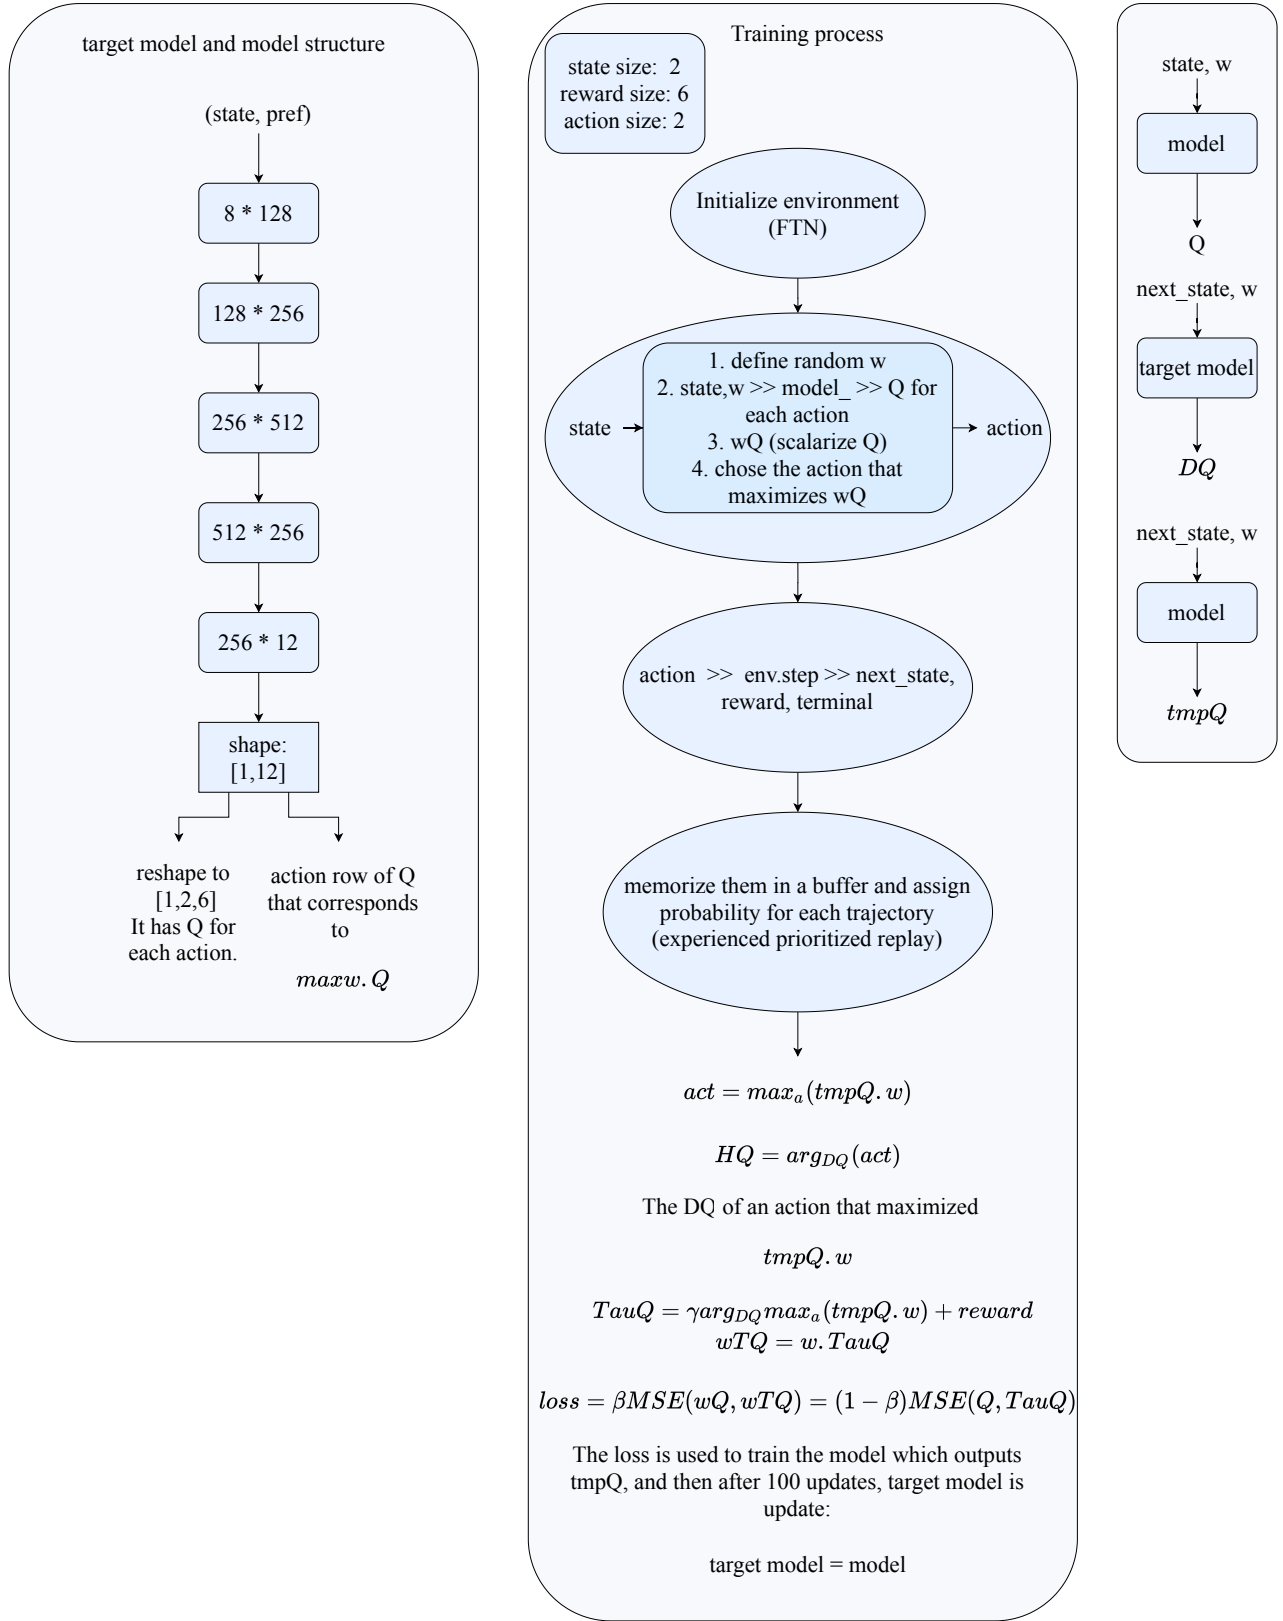 target model and model structure
(state, pref)
8 * 128
128 * 256
256 * 512
512 * 256
256 * 12
shape:
[1,12]
reshape to
[1,2,6]
It has Q for
each action.
action row of Q
that corresponds
to
maxw.Q
Training process
state size:  2
reward size: 6
action size: 2
Initialize environment
(FTN)
state
1. define random w
2. state,w >> model_ >> Q for
each action
3. wQ (scalarize Q)
4. chose the action that
maximizes wQ
action
action  >>  env.step >> next_state,
reward, terminal
memorize them in a buffer and assign
probability for each trajectory
(experienced prioritized replay)
act = max_a(tmpQ.w)
HQ = arg_{DQ}(act)
The DQ of an action that maximized
tmpQ.w
TauQ = γarg_{DQ}max_a(tmpQ.w) + reward
wTQ = w.TauQ
loss = βMSE(wQ, wTQ) = (1 − β)MSE(Q, TauQ)
The loss is used to train the model which outputs
tmpQ, and then after 100 updates, target model is
update:
target model = model
state, w
model
Q
next_state, w
target model
DQ
next_state, w
model
tmpQ